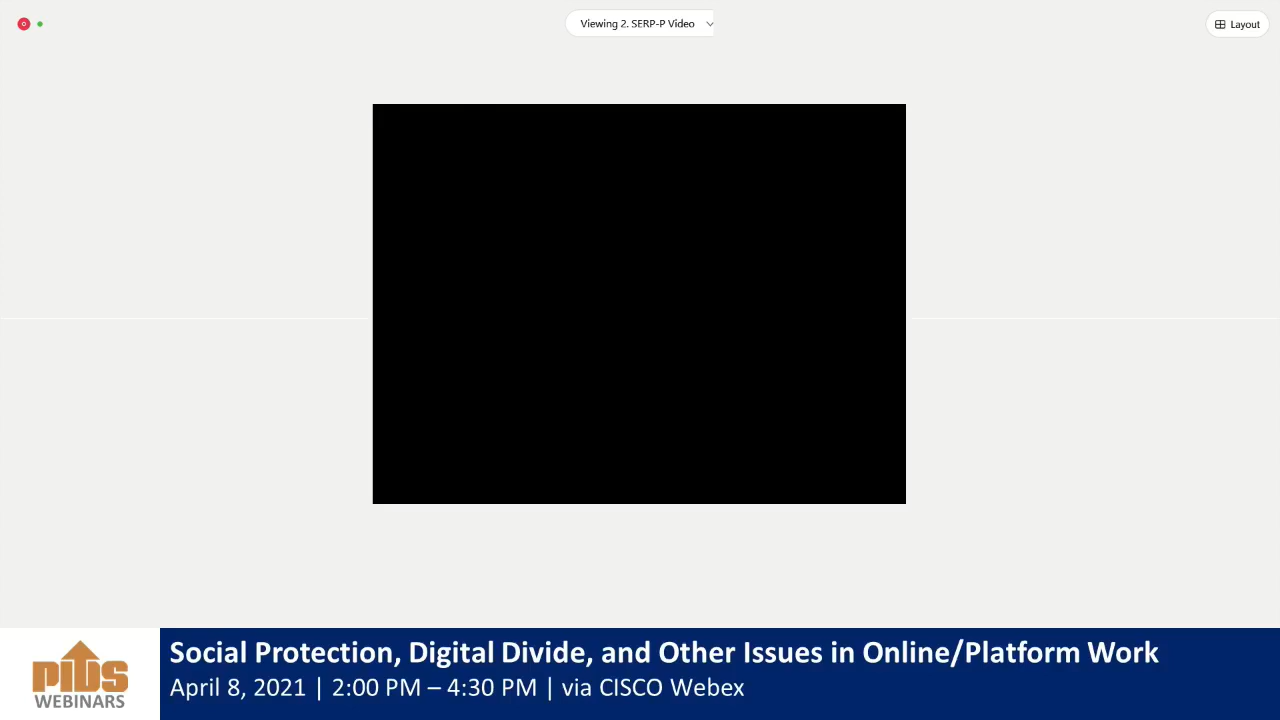 Viewing 2. SERP-P Video
Layout
Social Protection, Digital Divide, and Other Issues in Online/Platform Work
April 8, 2021 | 2:00 PM – 4:30 PM | via CISCO Webex
PIDS
WEBINARS